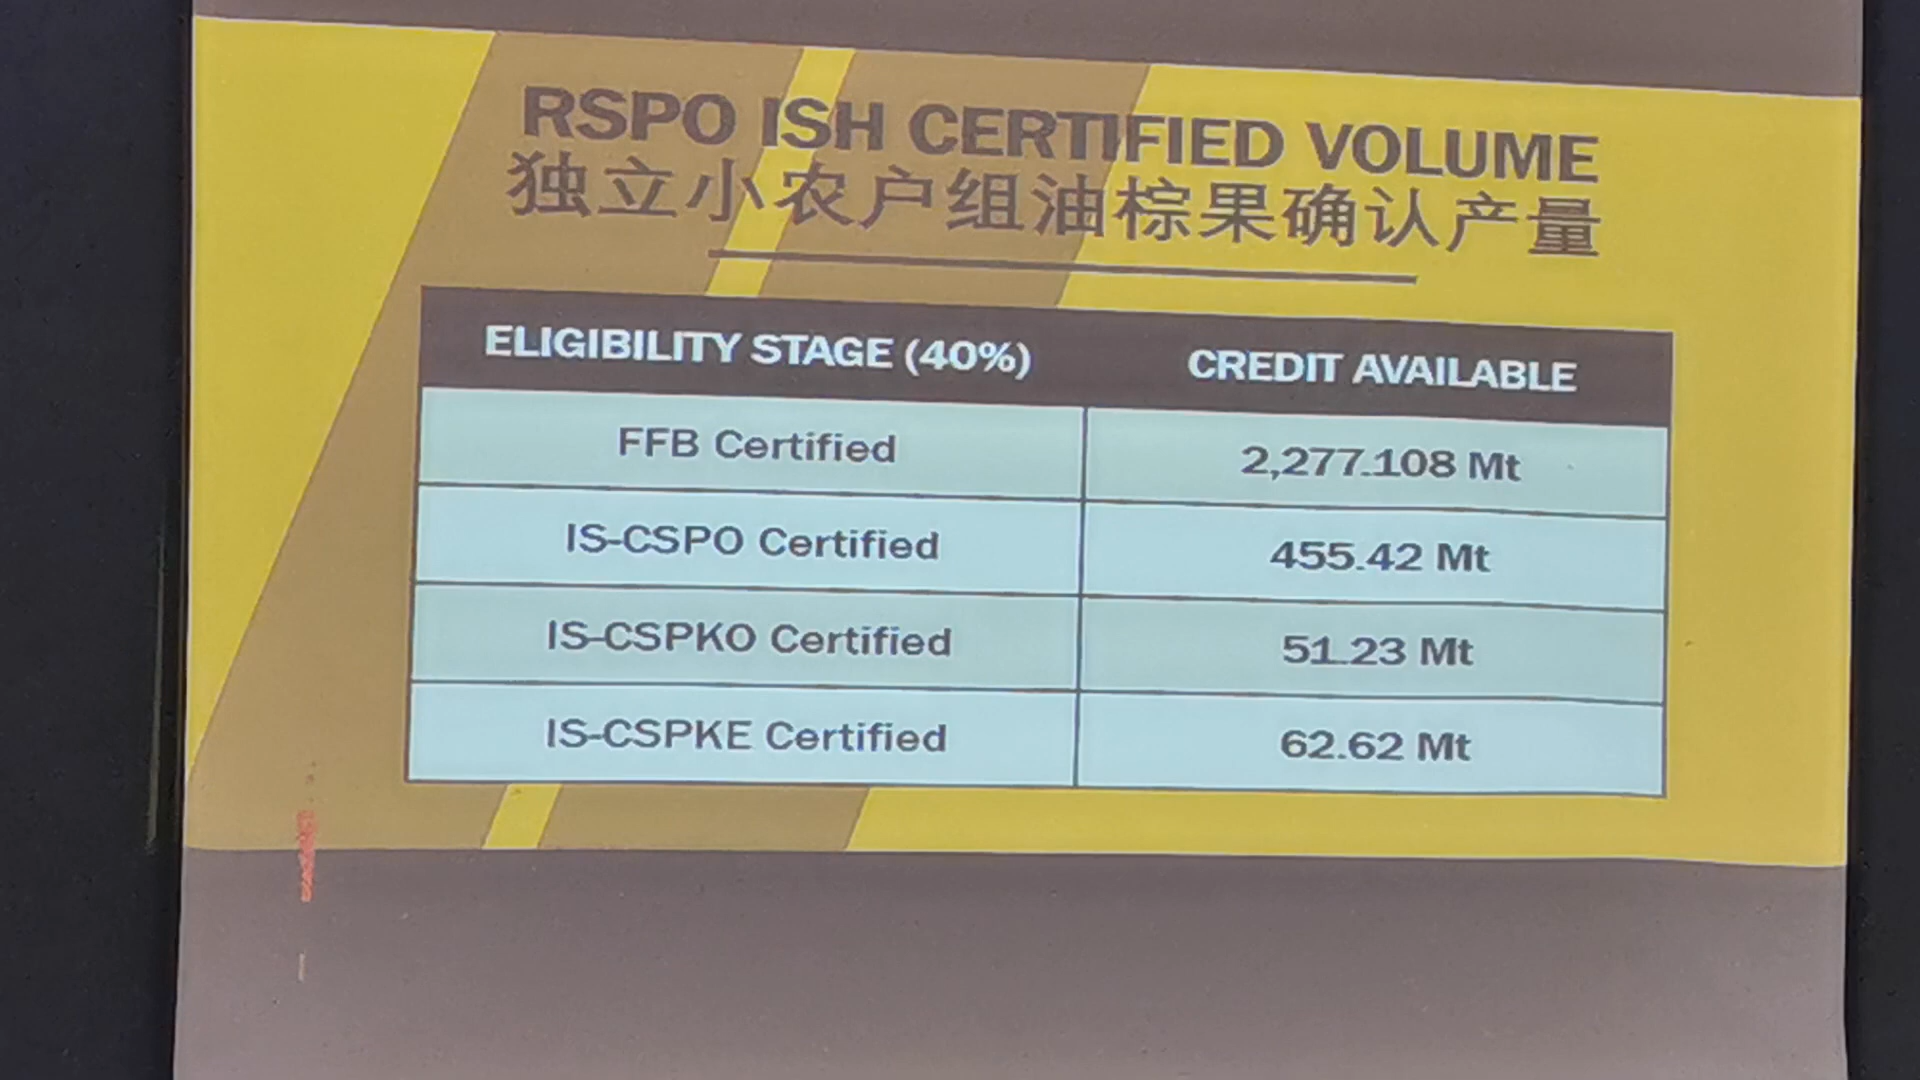 RSPO ISH CERTIFIED VOLUME
独立小农户组油棕果确认产量
ELIGIBILITY STAGE (40%) CREDIT AVAILABLE
FFB Certified 2,277.108 Mt
IS-CSPO Certified 455.42 Mt
IS-CSPKO Certified 51.23 Mt
IS-CSPKE Certified 62.62 Mt